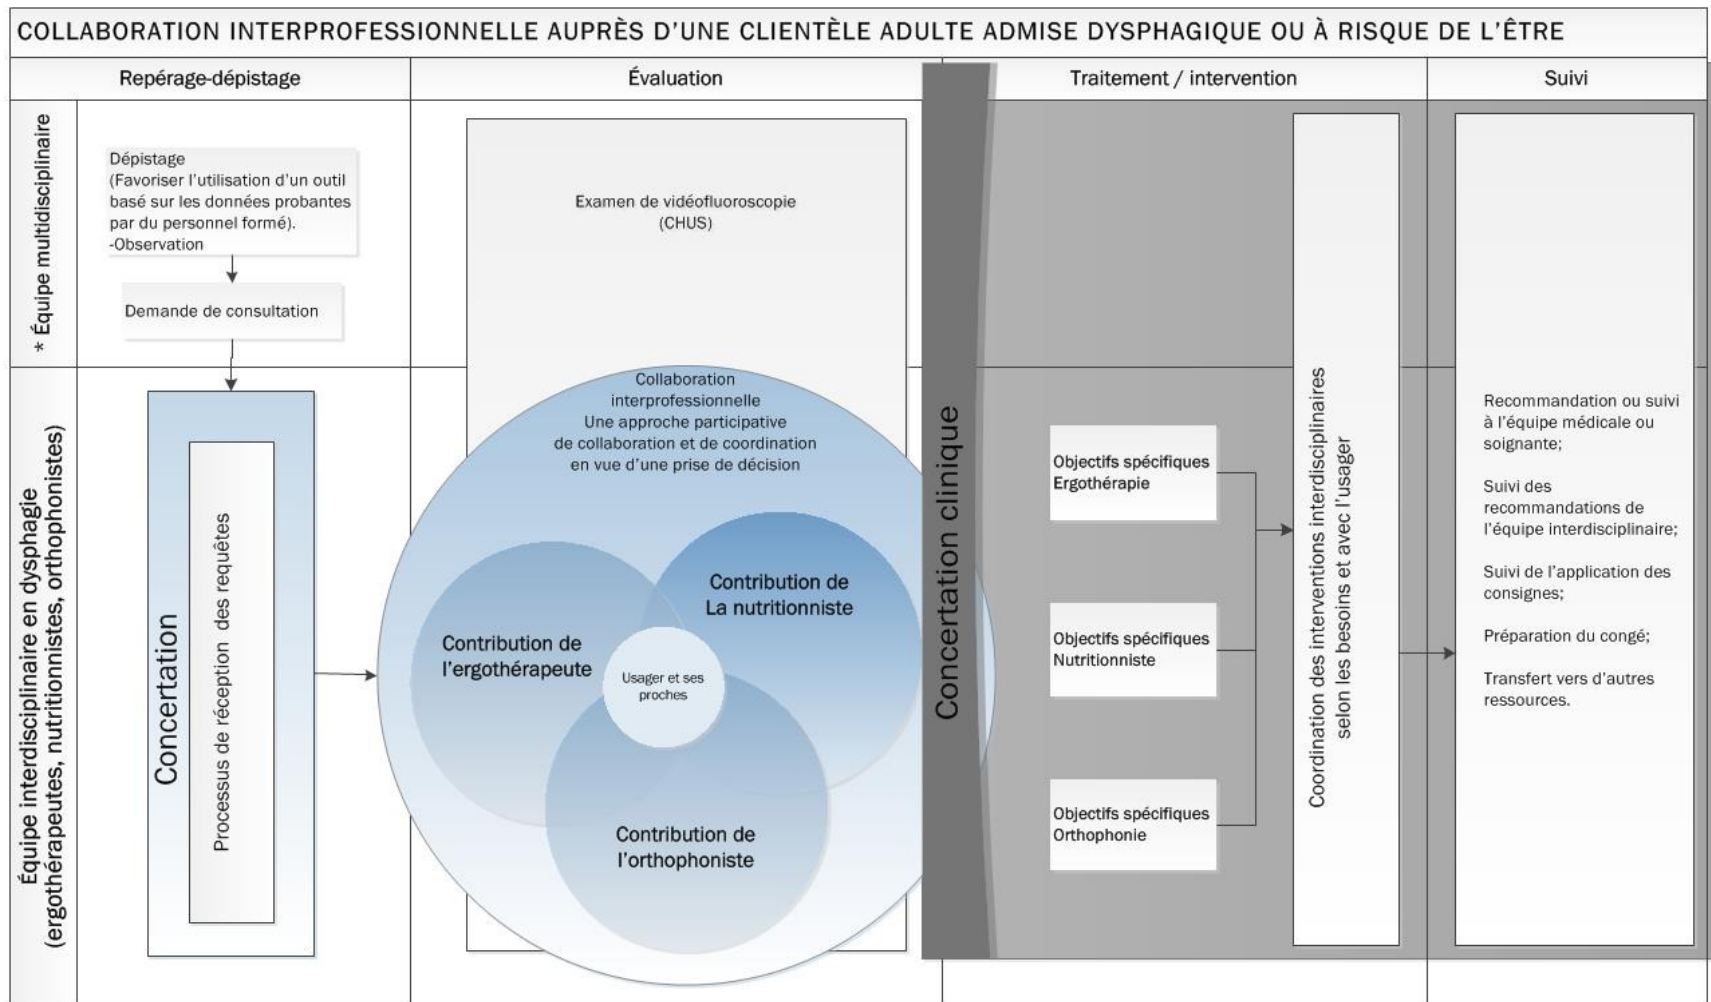 COLLABORATION INTERPROFESSIONNELLE AUPRÈS D'UNE CLIENTÈLE ADULTE ADMISE DYSPHAGIQUE OU À RISQUE DE L'ÊTRE
Repérage-dépistage
Évaluation
Traitement / intervention
Suivi
* Équipe multidisciplinaire
Dépistage
(Favoriser l'utilisation d'un outil
basé sur les données probantes
par du personnel formé).
-Observation
Demande de consultation
Examen de vidéofluoroscopie
(CHUS)
Équipe interdisciplinaire en dysphagie
(ergothérapeutes, nutritionnistes, orthophonistes)
Concertation
Processus de réception des requêtes
Collaboration
interprofessionnelle
Une approche participative
de collaboration et de coordination
en vue d'une prise de décision
Contribution de
l'ergothérapeute
Contribution de
La nutritionniste
Usager et ses
proches
Contribution de
l'orthophoniste
Concertation clinique
Objectifs spécifiques
Ergothérapie
Objectifs spécifiques
Nutritionniste
Objectifs spécifiques
Orthophonie
Coordination des interventions interdisciplinaires
selon les besoins et avec l'usager
Recommandation ou suivi
à l'équipe médicale ou
soignante;
Suivi des
recommandations de
l'équipe interdisciplinaire;
Suivi de l'application des
consignes;
Préparation du congé;
Transfert vers d'autres
ressources.